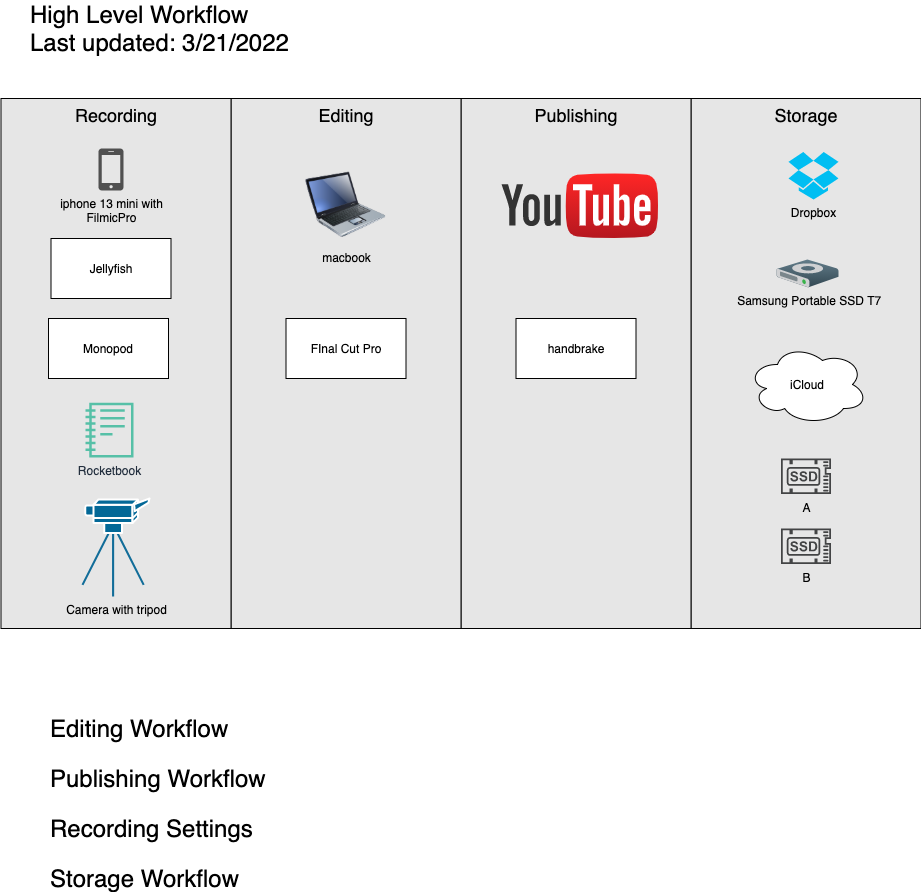 High Level Workflow
Last updated: 3/21/2022
Recording
Editing
Publishing
Storage
iphone 13 mini with
FilmicPro
Jellyfish
Monopod
Rocketbook
Camera with tripod
macbook
FInal Cut Pro
YouTube
handbrake
Dropbox
Samsung Portable SSD T7
iCloud
SSD
A
SSD
B
Editing Workflow
Publishing Workflow
Recording Settings
Storage Workflow